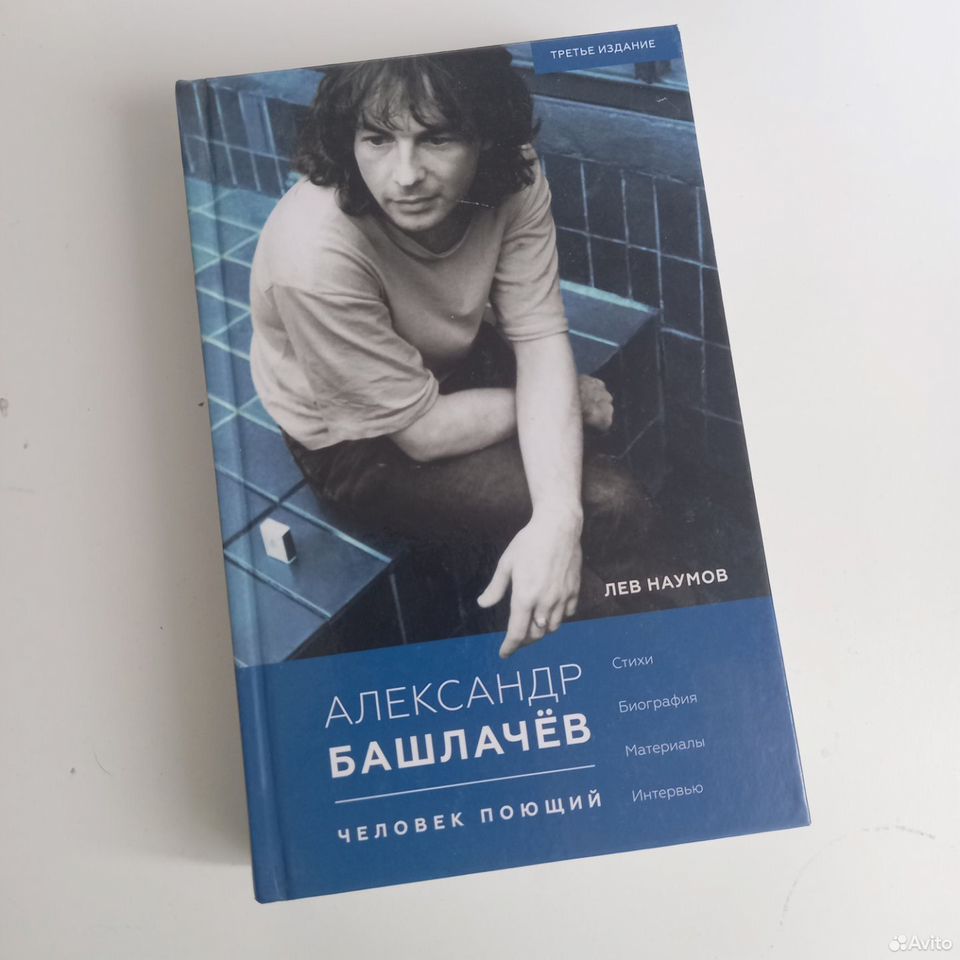 ТРЕТЬЕ ИЗДАНИЕ
ЛЕВ НАУМОВ
АЛЕКСАНДР
БАШЛАЧЁВ
ЧЕЛОВЕК ПОЮЩИЙ
Стихи
Биография
Материалы
Интервью
Avito